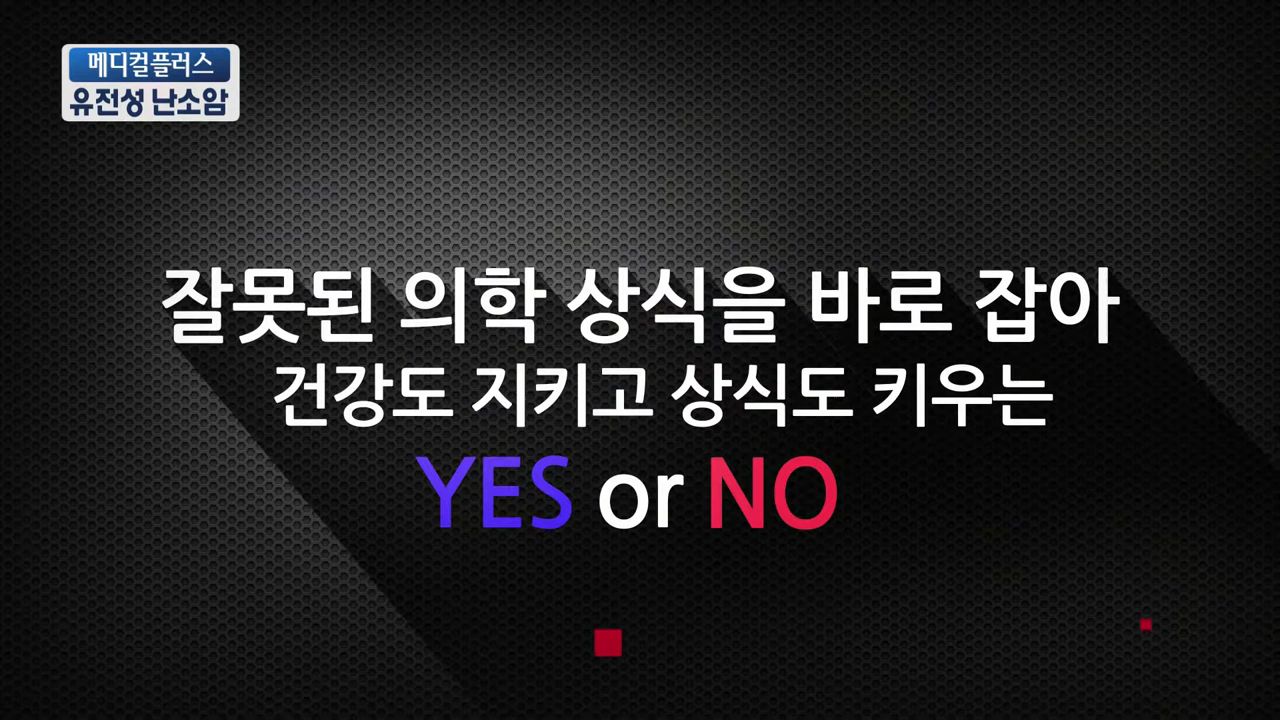 메디컬플러스
유전성 난소암
잘못된 의학 상식을 바로 잡아
건강도 지키고 상식도 키우는
YES or NO